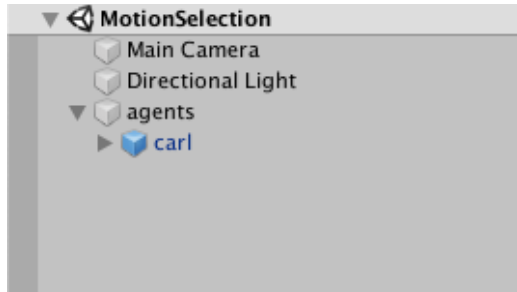 MotionSelection
Main Camera
Directional Light
agents
carl